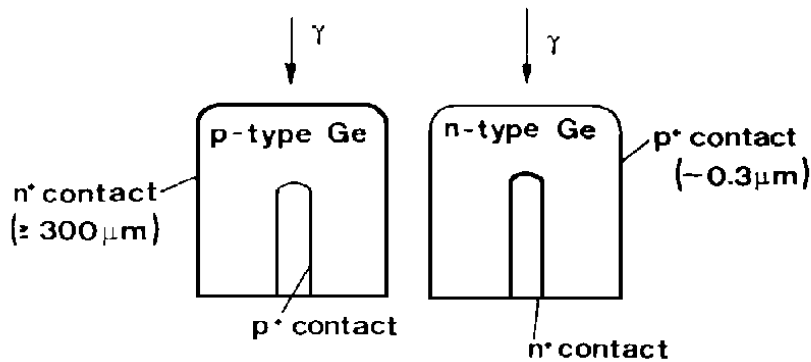 γ
γ
p-type Ge
n-type Ge
n⁺ contact
(≥ 300 μm)
p⁺ contact
(~0.3μm)
p⁺ contact
n⁺ contact